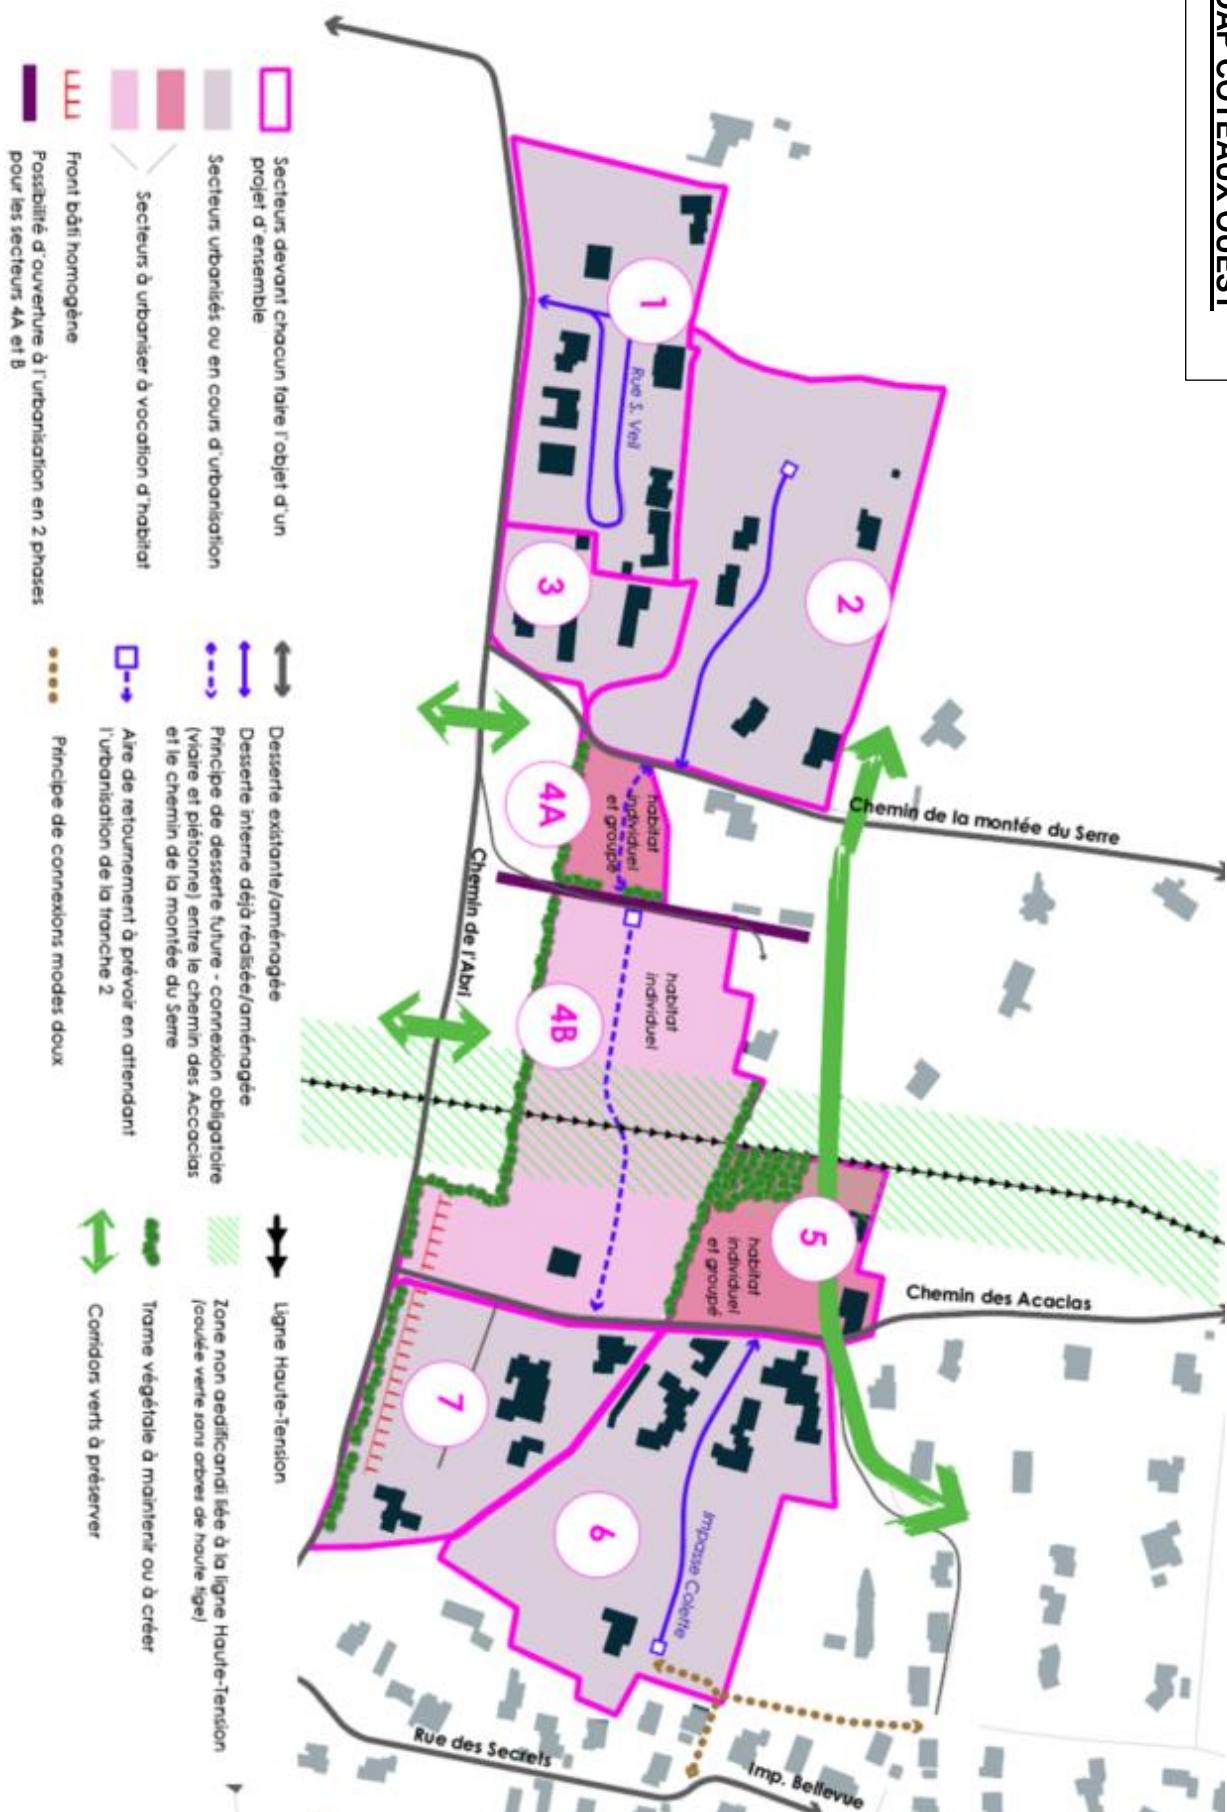 OAP COTEAUX OUEST
1
Rue S. Veil
2
3
Chemin de la montée du Serre
4A
habitat
individuel
et groupé
Chemin de l'Abri
4B
habitat
individuel
5
habitat
individuel
et groupé
Chemin des Acacias
7
6
Impasse Colette
Rue des Secrets
Imp. Bellevue
Secteurs devant chacun faire l'objet d'un
projet d'ensemble
Secteurs urbanisés ou en cours d'urbanisation
Secteurs à urbaniser à vocation d'habitat
Front bâti homogène
Possibilité d'ouverture à l'urbanisation en 2 phases
pour les secteurs 4A et B
Desserte existante/aménagée
Desserte interne déjà réalisée/aménagée
Principe de desserte future - connexion obligatoire
(viaire et piétonne) entre le chemin des Accacias
et le chemin de la montée du Serre
Aire de retournement à prévoir en attendant
l'urbanisation de la tranche 2
Principe de connexions modes doux
Ligne Haute-Tension
Zone non aedificandi liée à la ligne Haute-Tension
(coulée verte sans arbres de haute tige)
Trame végétale à maintenir ou à créer
Corridors verts à préserver